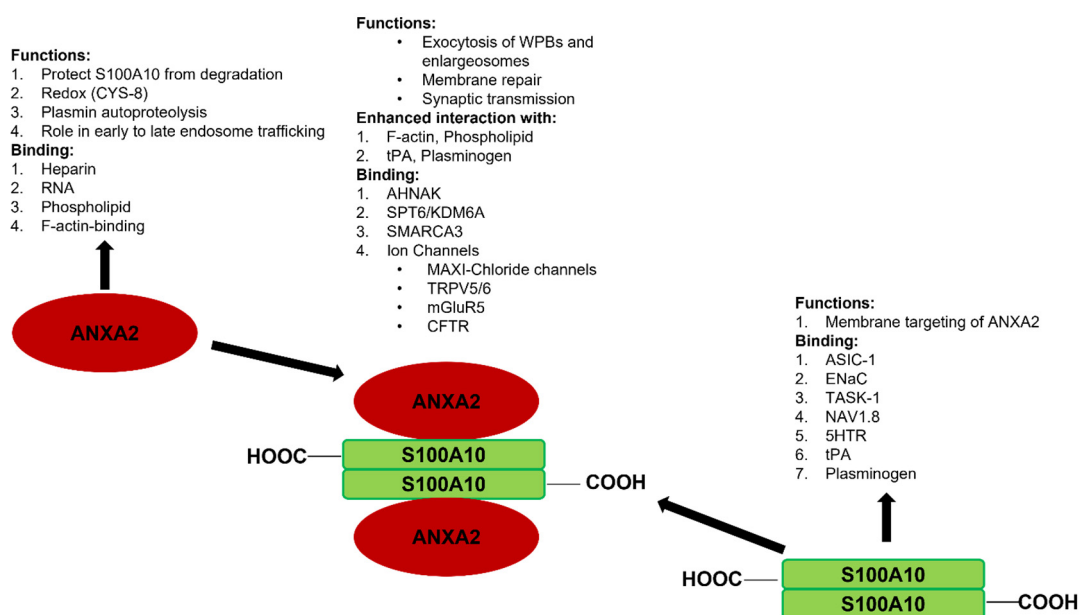 Functions:
1. Protect S100A10 from degradation
2. Redox (CYS-8)
3. Plasmin autoproteolysis
4. Role in early to late endosome trafficking
Binding:
1. Heparin
2. RNA
3. Phospholipid
4. F-actin-binding
ANXA2
Functions:
• Exocytosis of WPBs and
enlargeosomes
• Membrane repair
• Synaptic transmission
Enhanced interaction with:
1. F-actin, Phospholipid
2. tPA, Plasminogen
Binding:
1. AHNAK
2. SPT6/KDM6A
3. SMARCA3
4. Ion Channels
• MAXI-Chloride channels
• TRPV5/6
• mGluR5
• CFTR
ANXA2
HOOC
S100A10
S100A10
COOH
ANXA2
Functions:
1. Membrane targeting of ANXA2
Binding:
1. ASIC-1
2. ENaC
3. TASK-1
4. NAV1.8
5. 5HTR
6. tPA
7. Plasminogen
HOOC
S100A10
S100A10
COOH